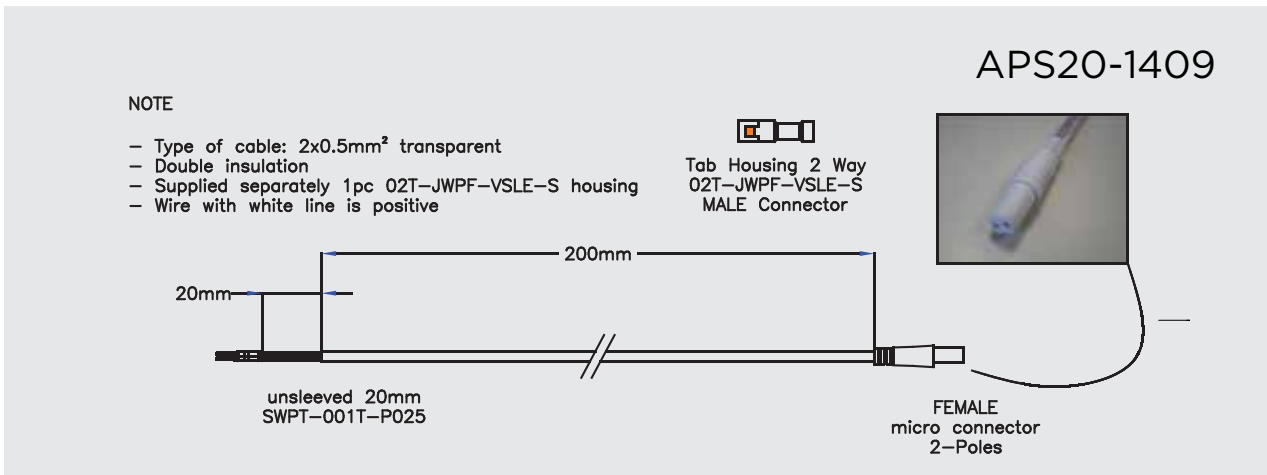 APS20-1409
NOTE
– Type of cable: 2x0.5mm² transparent
– Double insulation
– Supplied separately 1pc 02T-JWPF-VSLE-S housing
– Wire with white line is positive
Tab Housing 2 Way
02T-JWPF-VSLE-S
MALE Connector
200mm
20mm
unsleeved 20mm
SWPT-001T-P025
FEMALE
micro connector
2-Poles